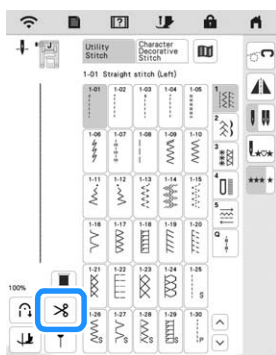 Utility Stitch
Character Decorative Stitch
1-01 Straight stitch (Left)
1-01 1-02 1-03 1-04 1-05 1
1-06 1-07 1-08 1-09 1-10 2
3
1-11 1-12 1-13 1-14 1-15 4
1-16 1-17 1-18 1-19 1-20 5
Q
1-21 1-22 1-23 1-24 1-25
S
100%
1-26 1-27 1-28 1-29 1-30
S S S S P